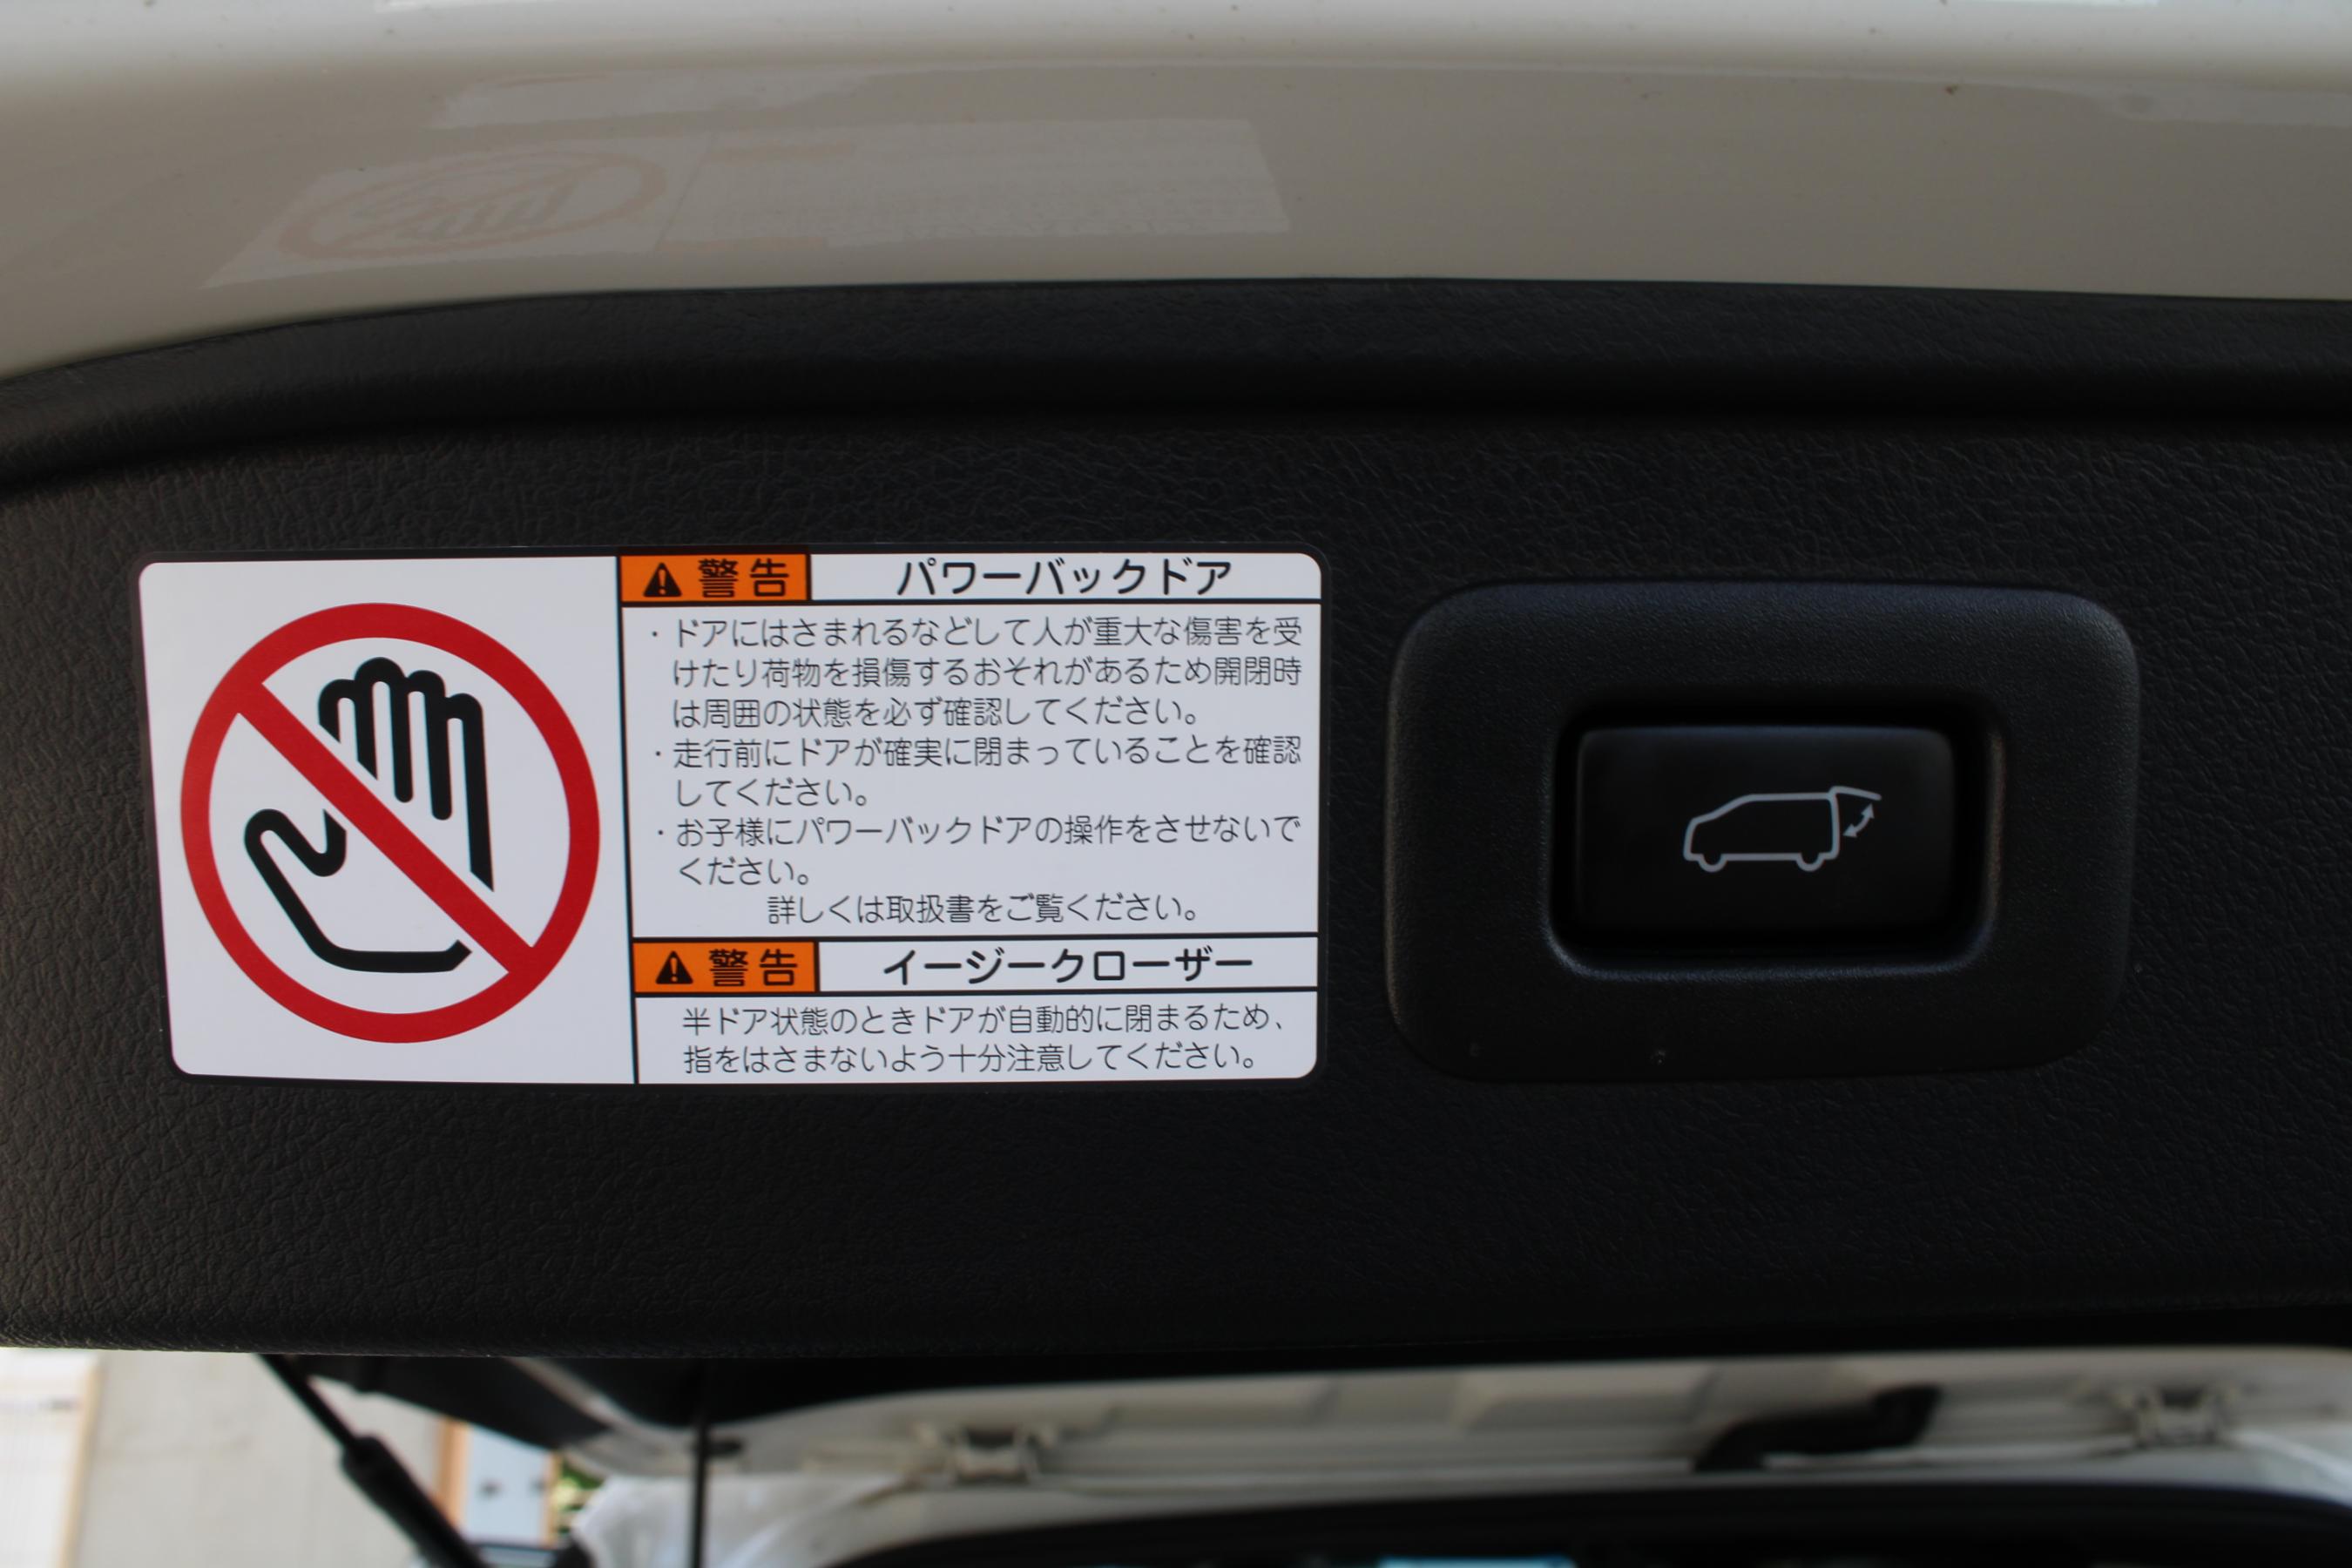 警告 パワーバックドア
・ドアにはさまれるなどして人が重大な傷害を受
けたり荷物を損傷するおそれがあるため開閉時
は周囲の状態を必ず確認してください。
・走行前にドアが確実に閉まっていることを確認
してください。
・お子様にパワーバックドアの操作をさせないで
ください。
詳しくは取扱書をご覧ください。
警告 イージークローザー
半ドア状態のときドアが自動的に閉まるため、
指をはさまないよう十分注意してください。